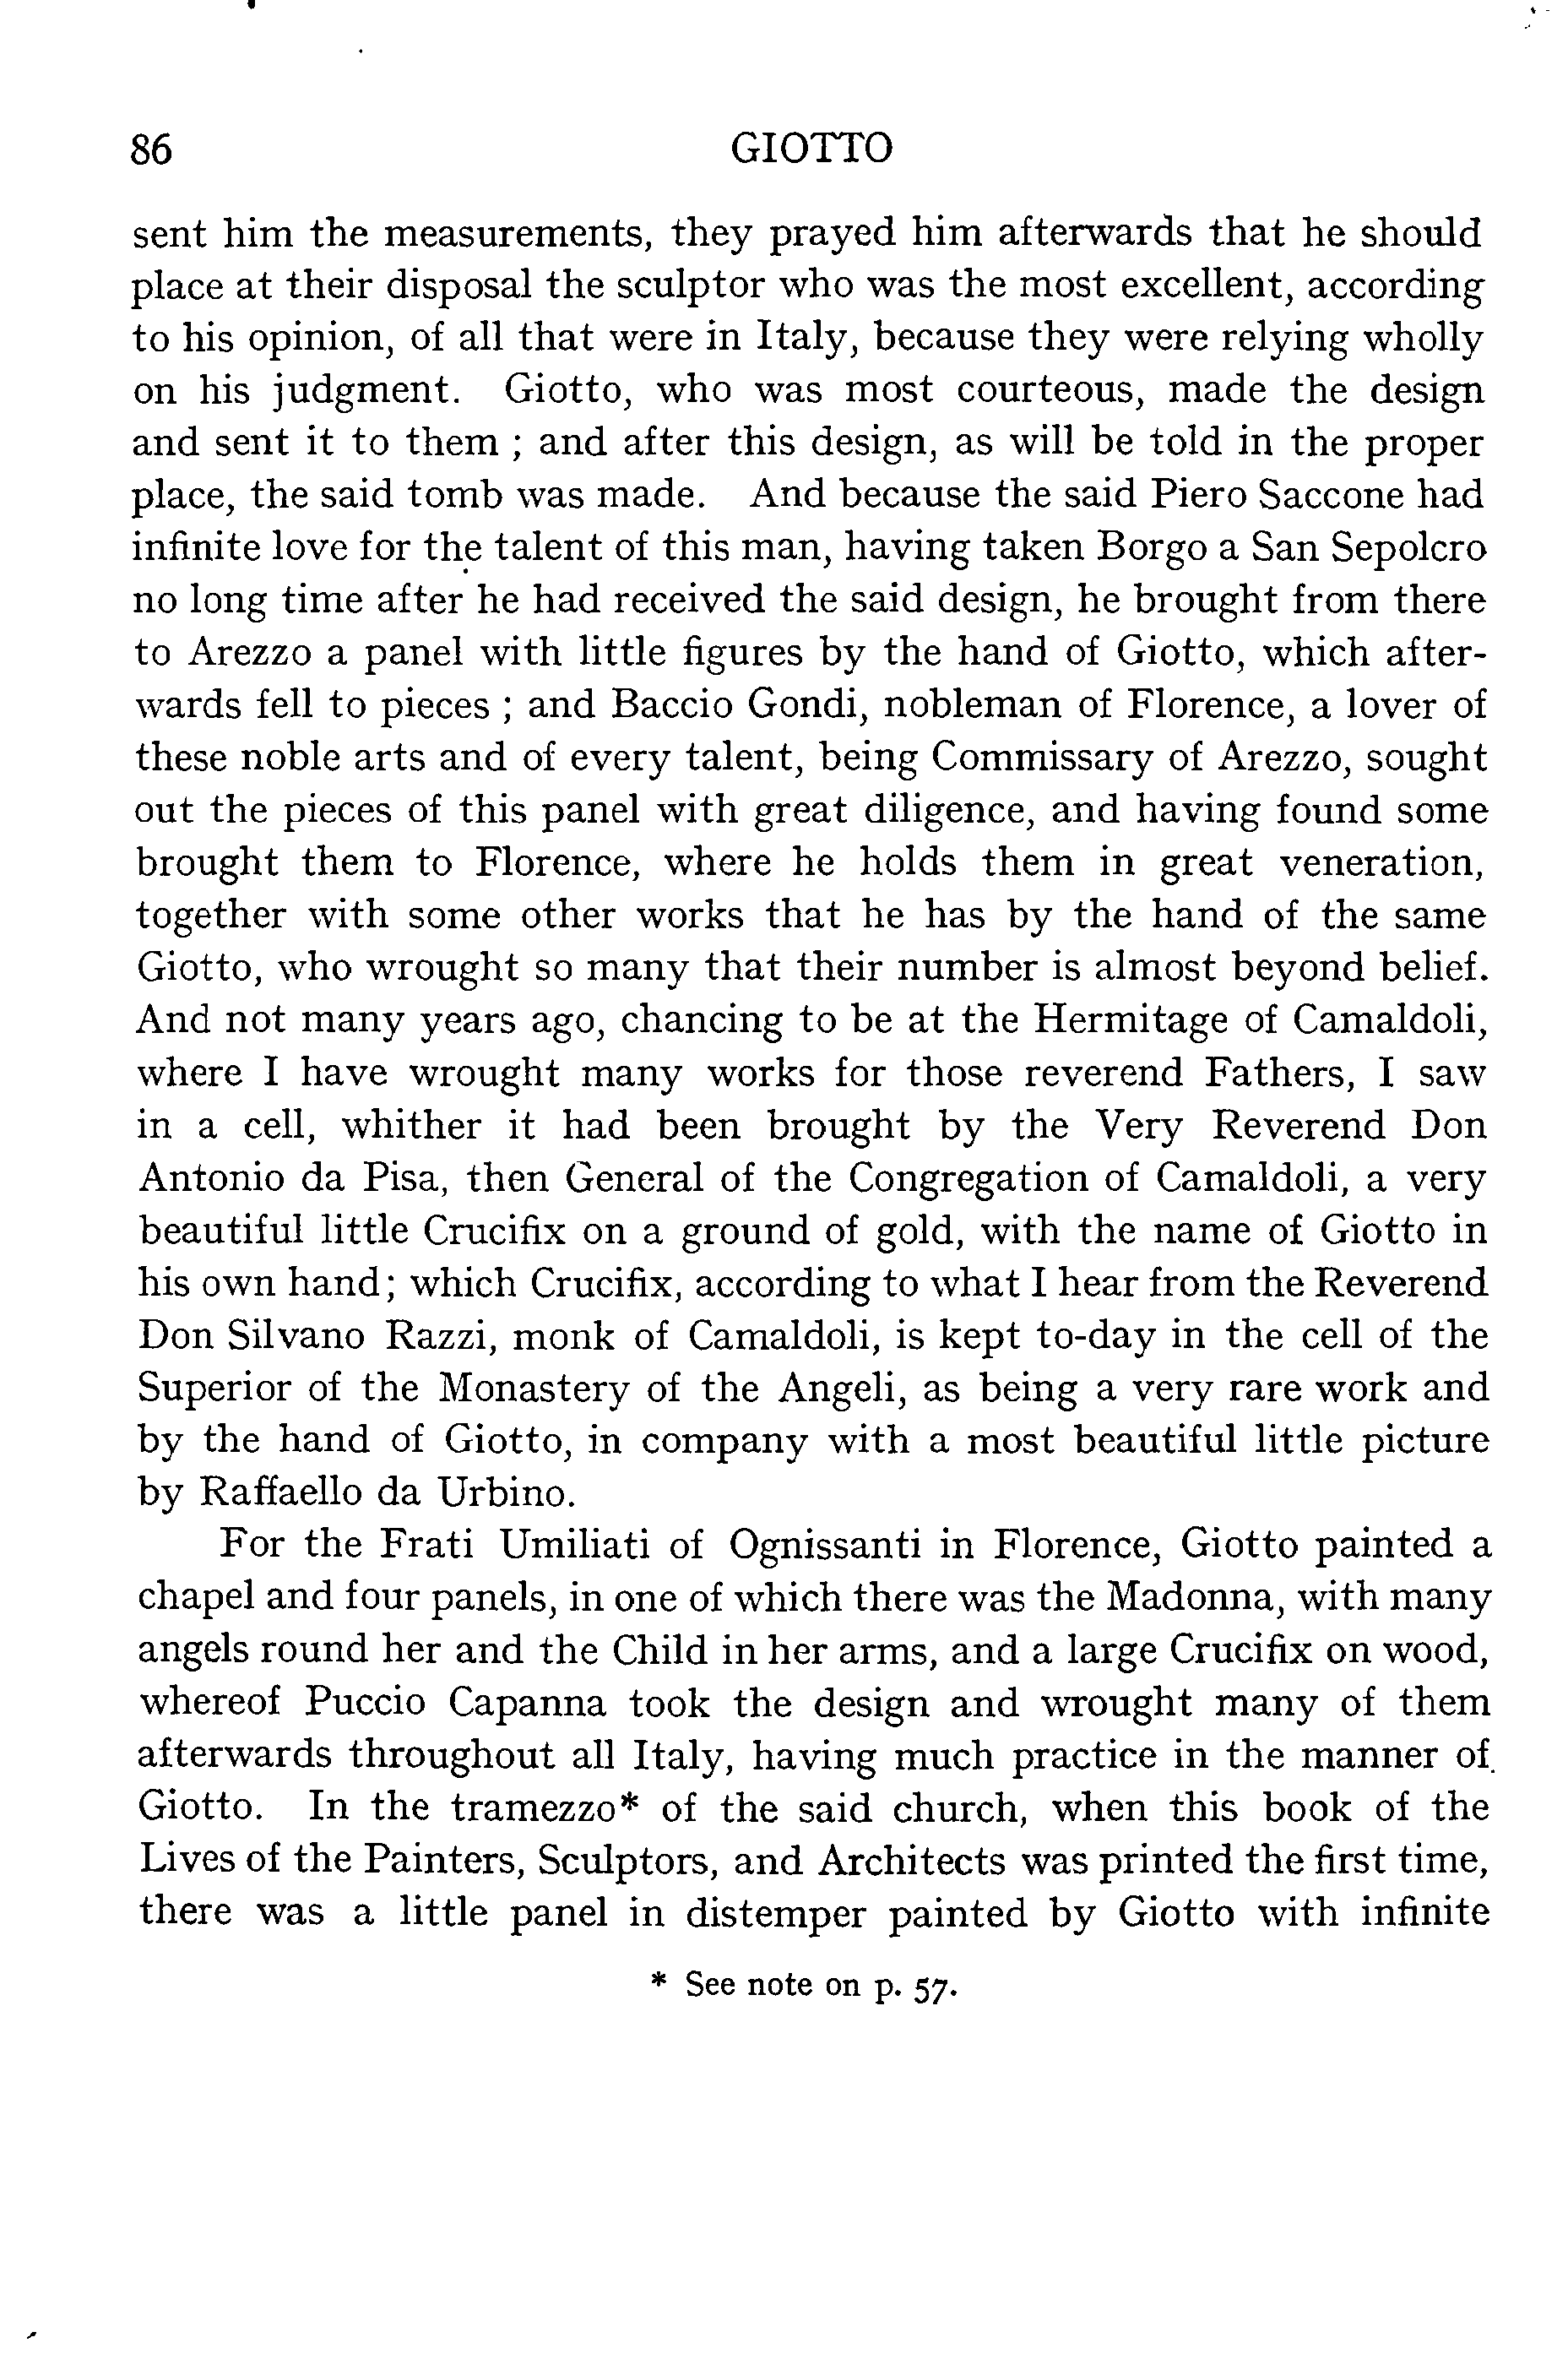 86 GIOTTO
sent him the measurements, they prayed him afterwards that he should
place at their disposal the sculptor who was the most excellent, according
to his opinion, of all that were in Italy, because they were relying wholly
on his judgment. Giotto, who was most courteous, made the design
and sent it to them ; and after this design, as will be told in the proper
place, the said tomb was made. And because the said Piero Saccone had
infinite love for the talent of this man, having taken Borgo a San Sepolcro
no long time after he had received the said design, he brought from there
to Arezzo a panel with little figures by the hand of Giotto, which after-
wards fell to pieces ; and Baccio Gondi, nobleman of Florence, a lover of
these noble arts and of every talent, being Commissary of Arezzo, sought
out the pieces of this panel with great diligence, and having found some
brought them to Florence, where he holds them in great veneration,
together with some other works that he has by the hand of the same
Giotto, who wrought so many that their number is almost beyond belief.
And not many years ago, chancing to be at the Hermitage of Camaldoli,
where I have wrought many works for those reverend Fathers, I saw
in a cell, whither it had been brought by the Very Reverend Don
Antonio da Pisa, then General of the Congregation of Camaldoli, a very
beautiful little Crucifix on a ground of gold, with the name of Giotto in
his own hand; which Crucifix, according to what I hear from the Reverend
Don Silvano Razzi, monk of Camaldoli, is kept to-day in the cell of the
Superior of the Monastery of the Angeli, as being a very rare work and
by the hand of Giotto, in company with a most beautiful little picture
by Raffaello da Urbino.
For the Frati Umiliati of Ognissanti in Florence, Giotto painted a
chapel and four panels, in one of which there was the Madonna, with many
angels round her and the Child in her arms, and a large Crucifix on wood,
whereof Puccio Capanna took the design and wrought many of them
afterwards throughout all Italy, having much practice in the manner of
Giotto. In the tramezzo* of the said church, when this book of the
Lives of the Painters, Sculptors, and Architects was printed the first time,
there was a little panel in distemper painted by Giotto with infinite
* See note on p. 57.